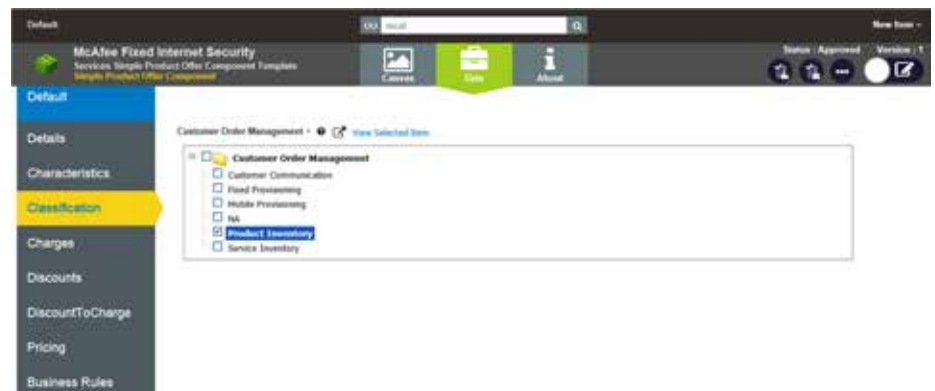 Default
mcaf
New Item
McAfee Fixed Internet Security
Services Simple Product Offer Component Template
Simple Product Offer Component
Canvas
Data
About
Status : Approved
Version : 1
Default
Details
Characteristics
Classification
Charges
Discounts
DiscountToCharge
Pricing
Business Rules
Customer Order Management
View Selected Item
Customer Order Management
Customer Communication
Fixed Provisioning
Mobile Provisioning
NA
Product Inventory
Service Inventory